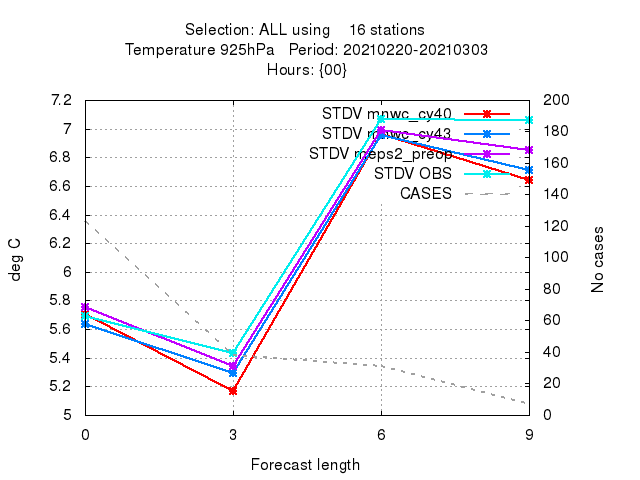 Selection: ALL using 16 stations
Temperature 925hPa Period: 20210220-20210303
Hours: {00}
7.2
7
6.8
6.6
6.4
6.2
6
5.8
5.6
5.4
5.2
5
200
180
160
140
120
100
80
60
40
20
0
STDV mnwc_cy40
STDV mnwc_cy43
STDV meps2_preop
STDV OBS
CASES
deg C
No cases
0 3 6 9
Forecast length